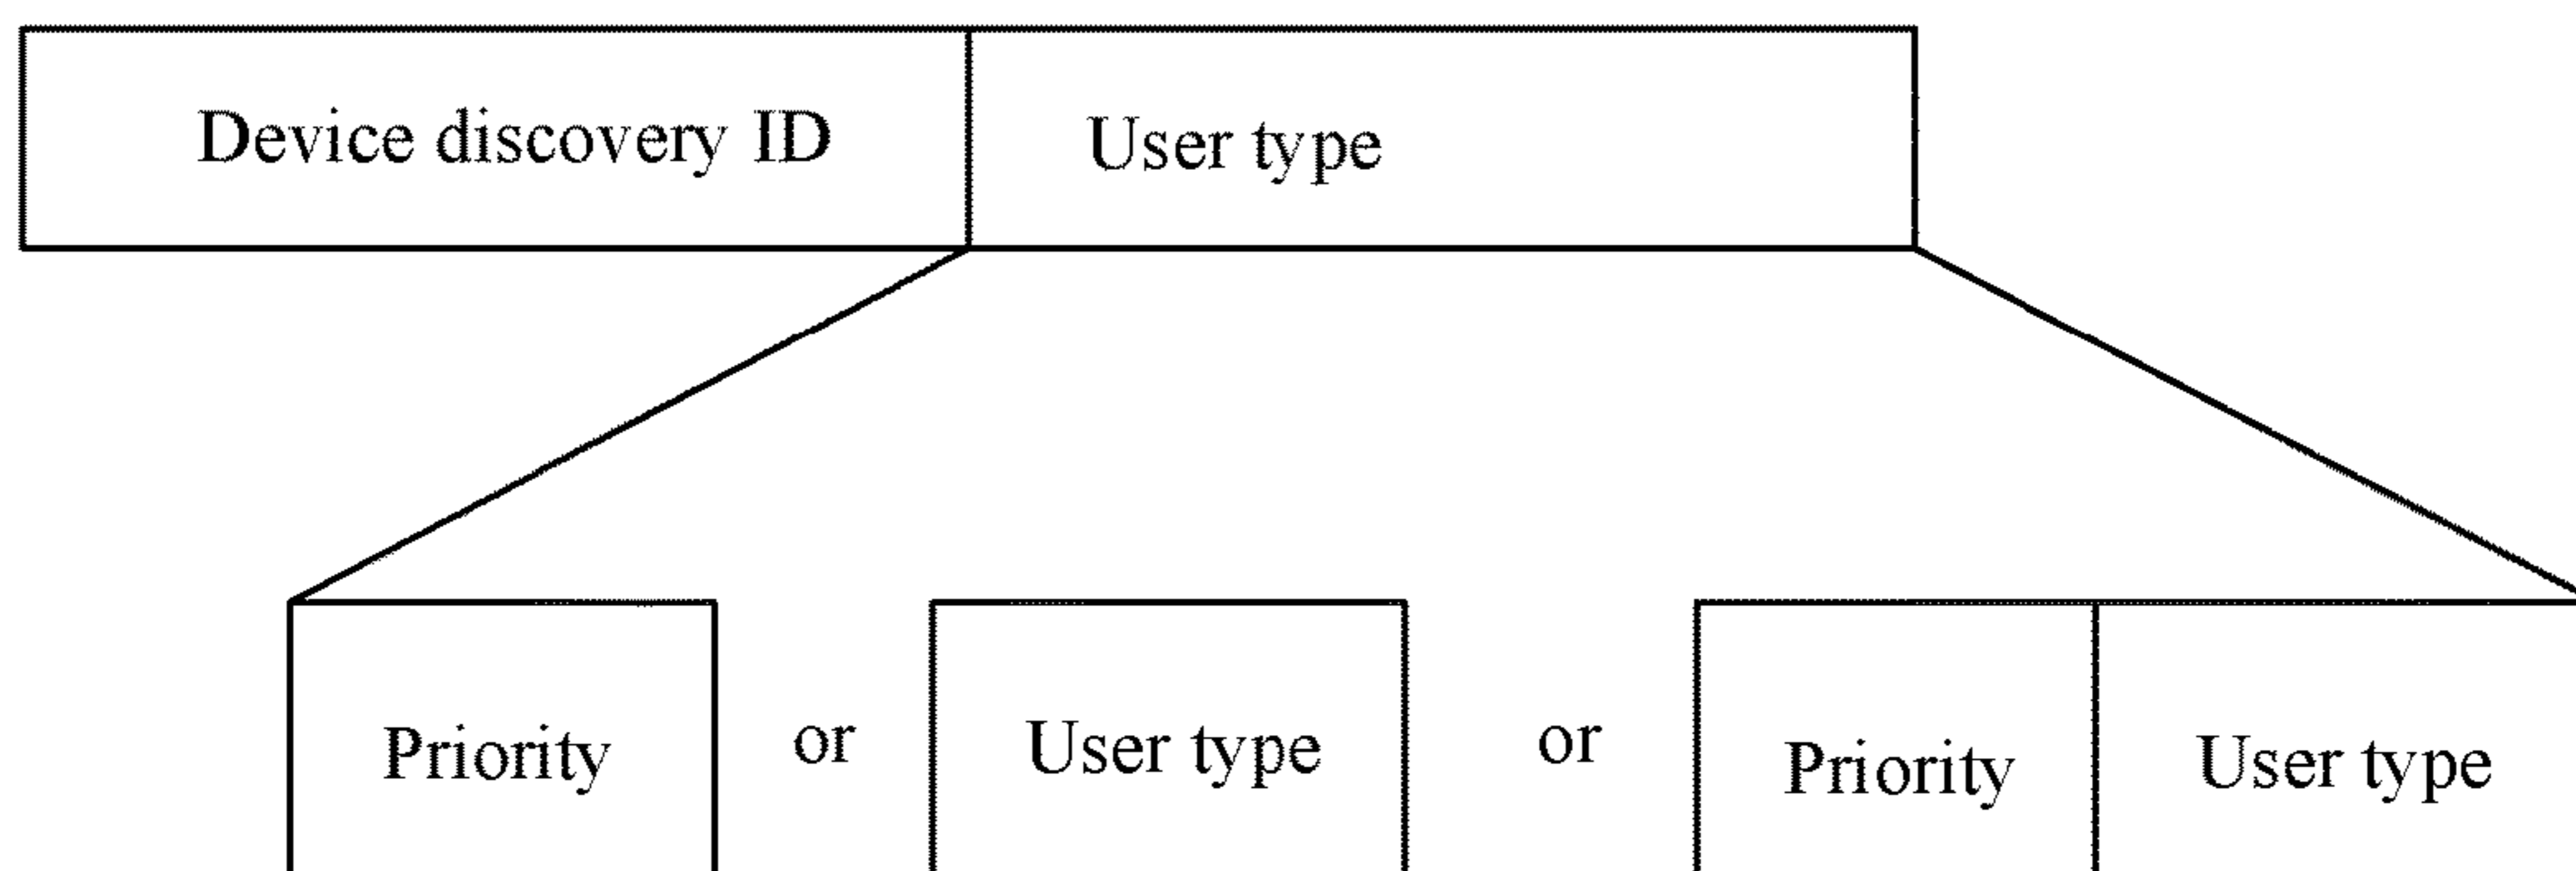 Device discovery ID User type
Priority or User type or Priority User type